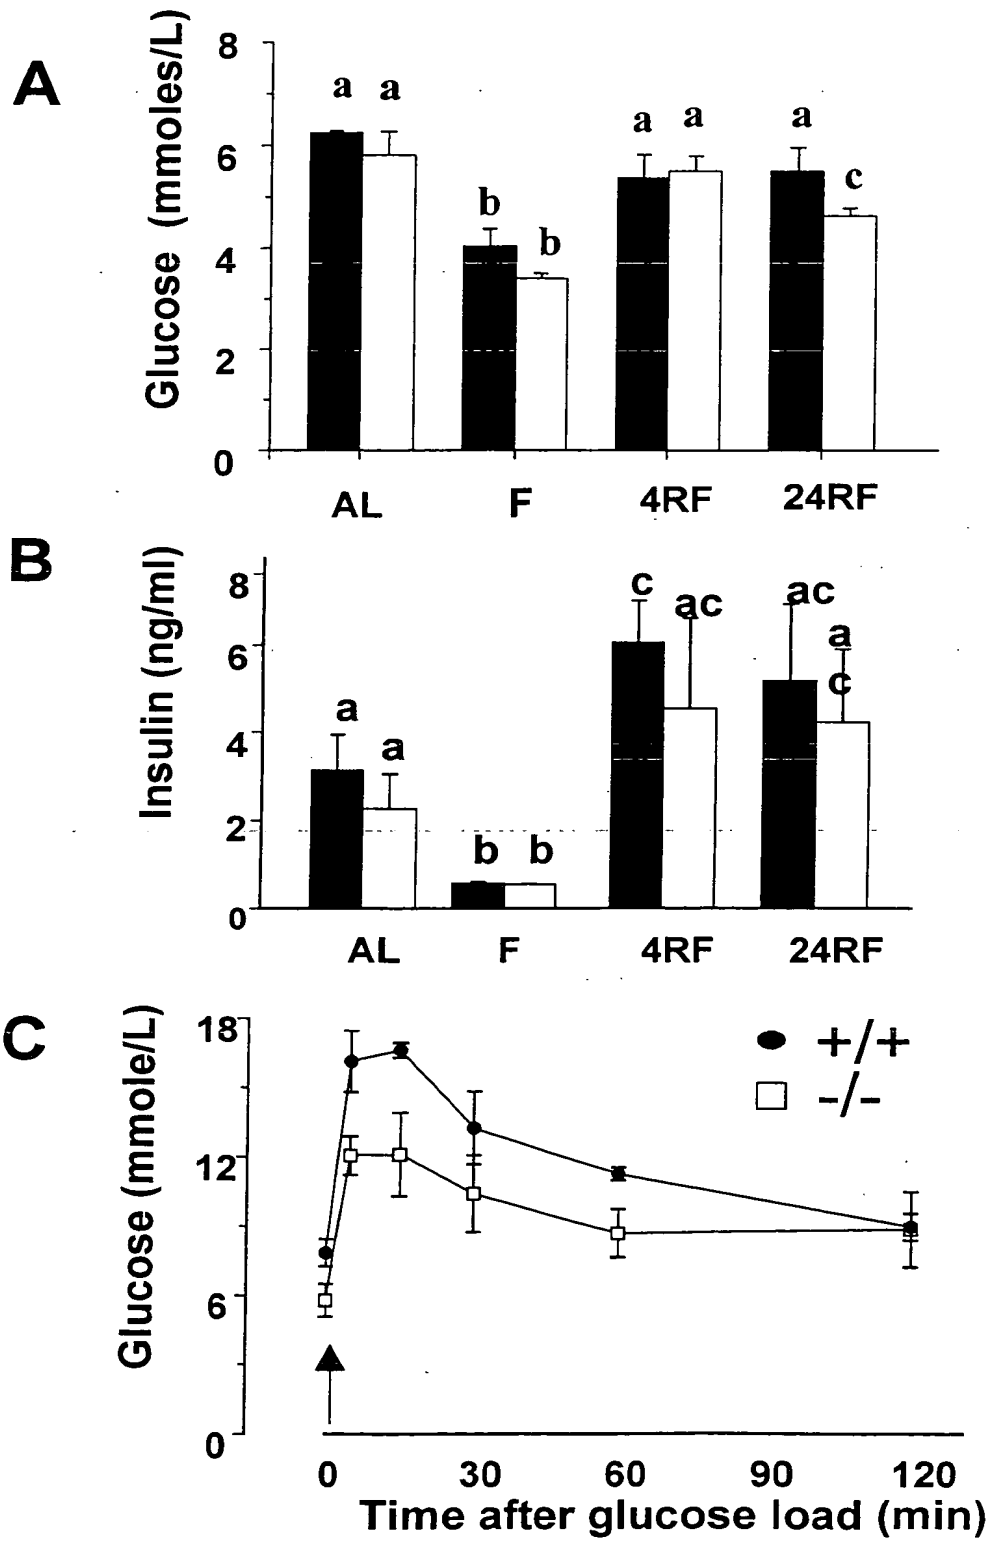 A
Glucose (mmoles/L)
8
6
4
2
0
a a
b
b
a a
a
c
AL F 4RF 24RF
B
Insulin (ng/ml)
8
6
4
2
0
a
a
b b
c
ac
ac
a
c
AL F 4RF 24RF
C
Glucose (mmole/L)
18
12
6
0
+/+
-/-
0 30 60 90 120
Time after glucose load (min)